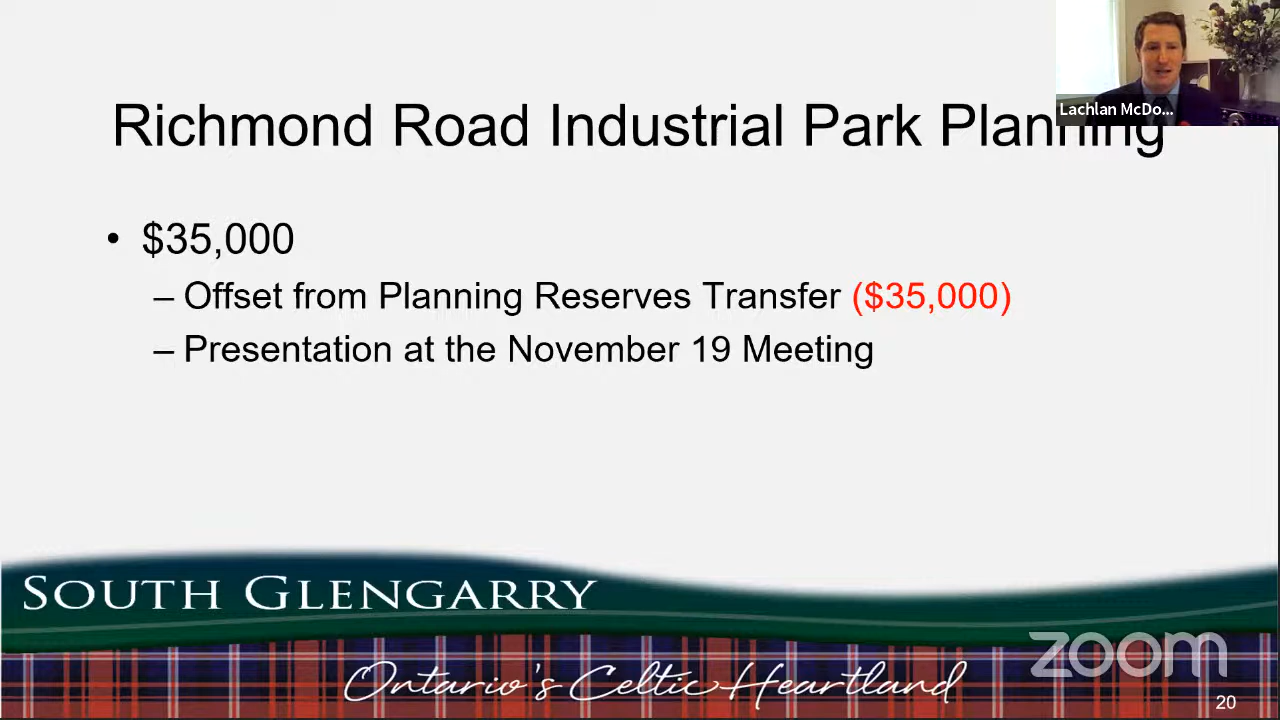 Lachlan McDo...
Richmond Road Industrial Park Planning
• $35,000
– Offset from Planning Reserves Transfer ($35,000)
– Presentation at the November 19 Meeting
SOUTH GLENGARRY
Ontario's Celtic Heartland
zoom
20